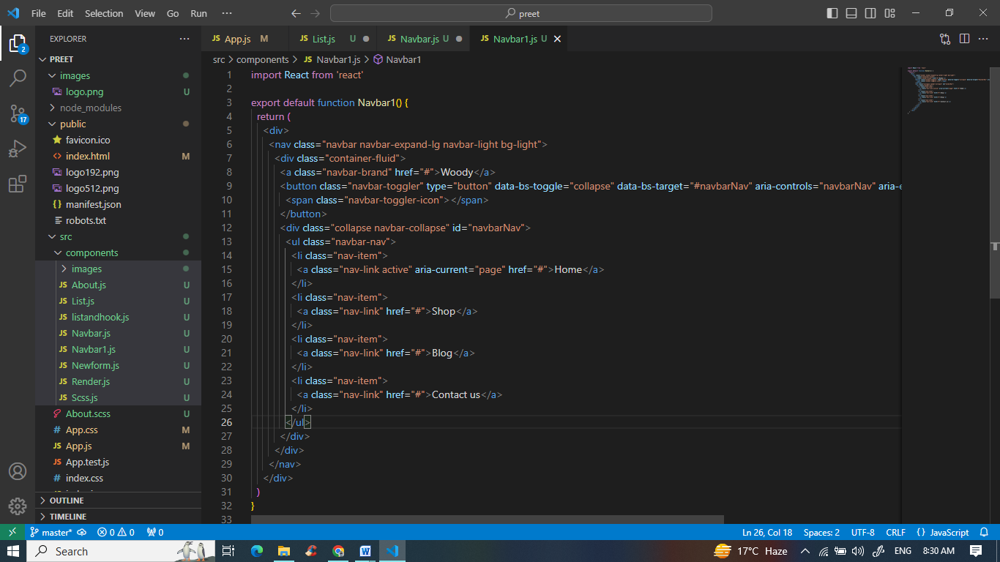 File Edit Selection View Go Run ··· preet
EXPLORER ···
PREET
images
logo.png U
node_modules
public
favicon.ico
index.html M
logo192.png
logo512.png
manifest.json
robots.txt
src
components
images
About.js U
List.js U
listandhook.js U
Navbar.js U
Navbar1.js U
Newform.js U
Render.js U
Scss.js U
About.scss U
App.css M
App.js M
App.test.js
index.css
OUTLINE
TIMELINE
App.js M List.js U Navbar.js U Navbar1.js U
src > components > JS Navbar1.js > Navbar1
1 import React from 'react'
2
3 export default function Navbar1() {
4 return (
5 <div>
6 <nav class="navbar navbar-expand-lg navbar-light bg-light">
7 <div class="container-fluid">
8 <a class="navbar-brand" href="#">Woody</a>
9 <button class="navbar-toggler" type="button" data-bs-toggle="collapse" data-bs-target="#navbarNav" aria-controls="navbarNav" aria-e
10 <span class="navbar-toggler-icon"></span>
11 </button>
12 <div class="collapse navbar-collapse" id="navbarNav">
13 <ul class="navbar-nav">
14 <li class="nav-item">
15 <a class="nav-link active" aria-current="page" href="#">Home</a>
16 </li>
17 <li class="nav-item">
18 <a class="nav-link" href="#">Shop</a>
19 </li>
20 <li class="nav-item">
21 <a class="nav-link" href="#">Blog</a>
22 </li>
23 <li class="nav-item">
24 <a class="nav-link" href="#">Contact us</a>
25 </li>
26 </ul>
27 </div>
28 </div>
29 </nav>
30 </div>
31 )
32 }
33
master* 0 0 0 Ln 26, Col 18 Spaces: 2 UTF-8 CRLF { } JavaScript
Search 17°C Haze ENG 8:30 AM